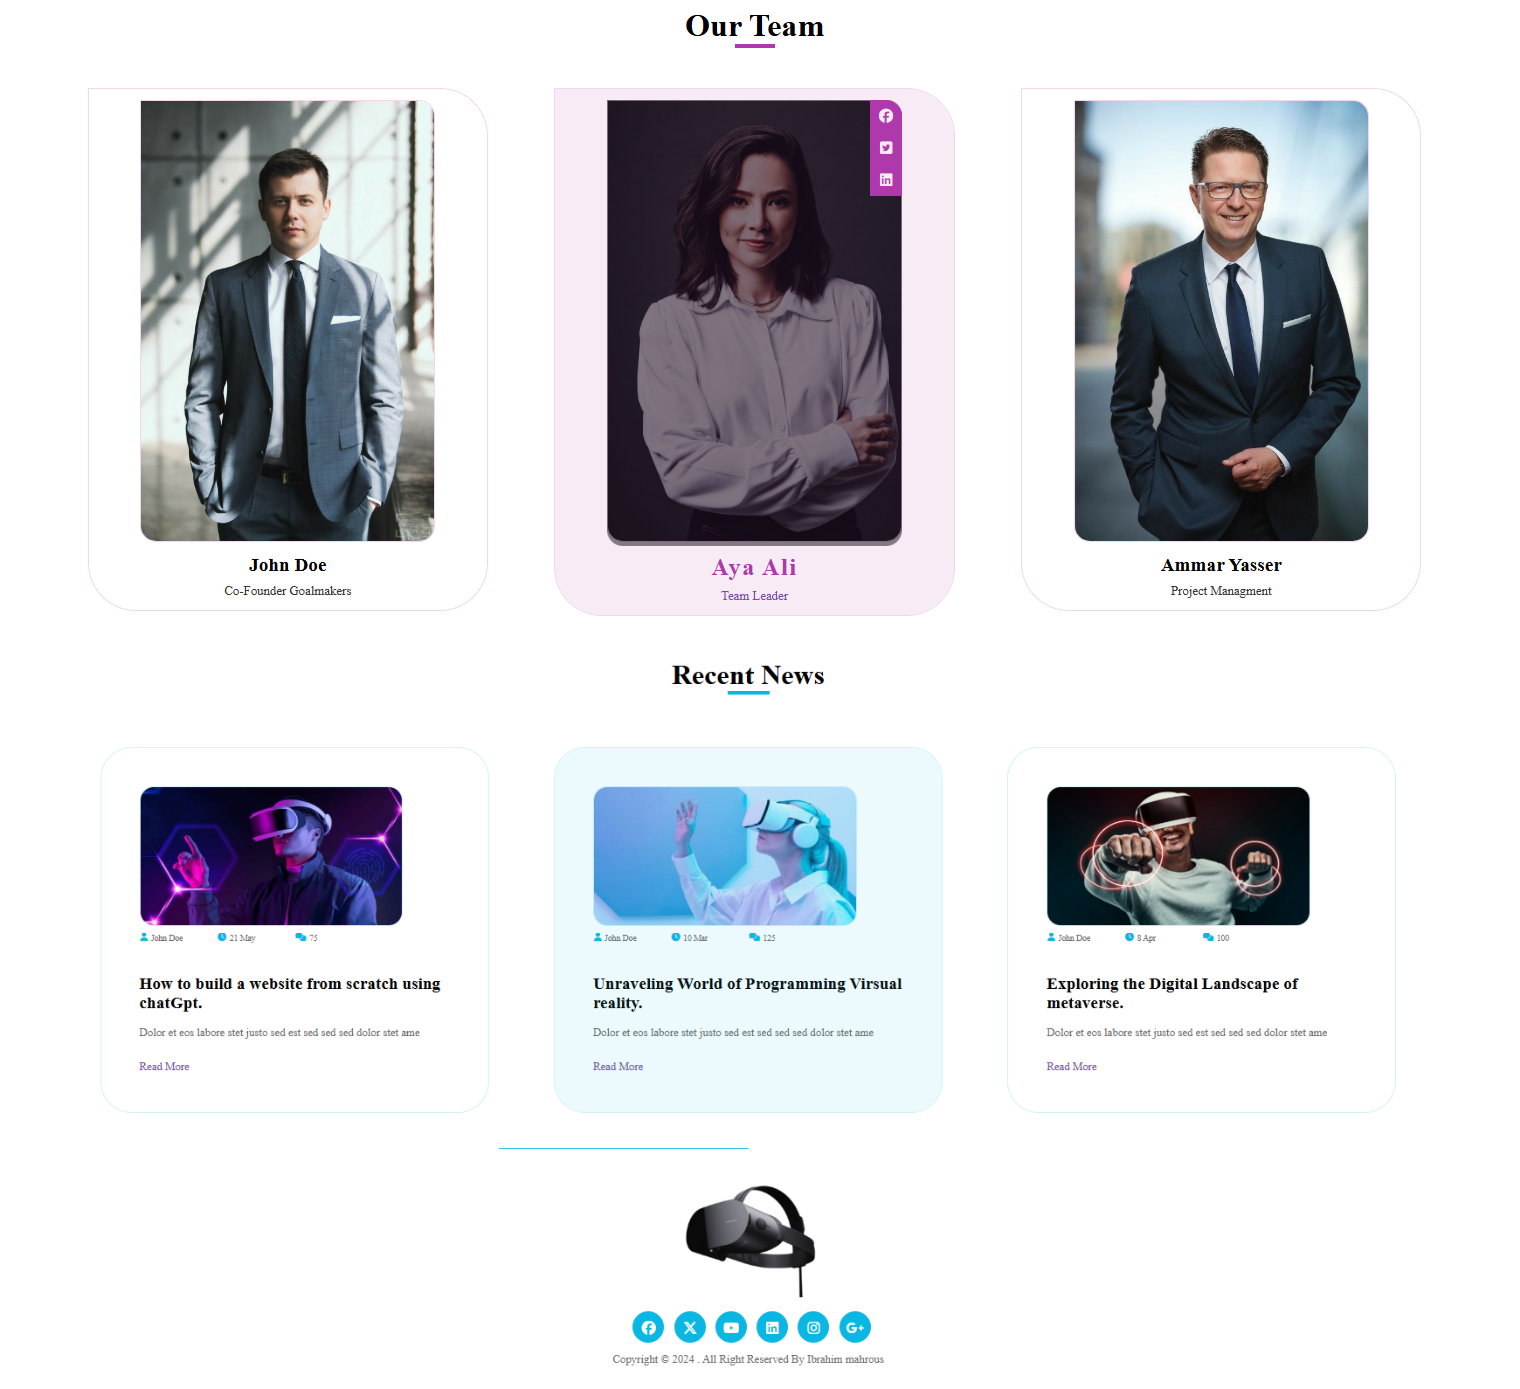 Our Team
John Doe
Co-Founder Goalmakers
Aya Ali
Team Leader
Ammar Yasser
Project Managment
Recent News
John Doe 21 May 75
How to build a website from scratch using
chatGpt.
Dolor et eos labore stet justo sed est sed sed sed dolor stet ame
Read More
John Doe 10 Mar 125
Unraveling World of Programming Virsual
reality.
Dolor et eos labore stet justo sed est sed sed sed dolor stet ame
Read More
John Doe 8 Apr 100
Exploring the Digital Landscape of
metaverse.
Dolor et eos labore stet justo sed est sed sed sed dolor stet ame
Read More
Copyright © 2024 . All Right Reserved By Ibrahim mahrous